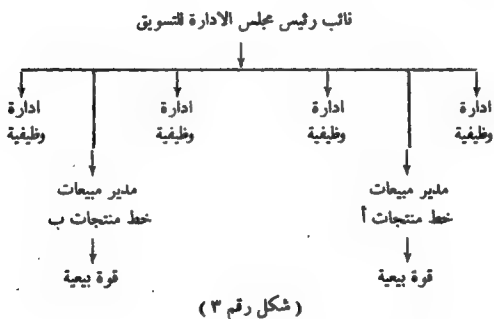 نائب رئيس مجلس الادارة للتسويق
ادارة
وظيفية
ادارة
وظيفية
ادارة
وظيفية
ادارة
وظيفية
مدير مبيعات
خط منتجات أ
مدير مبيعات
خط منتجات ب
قوة بيعية
قوة بيعية
( شكل رقم ٣ )